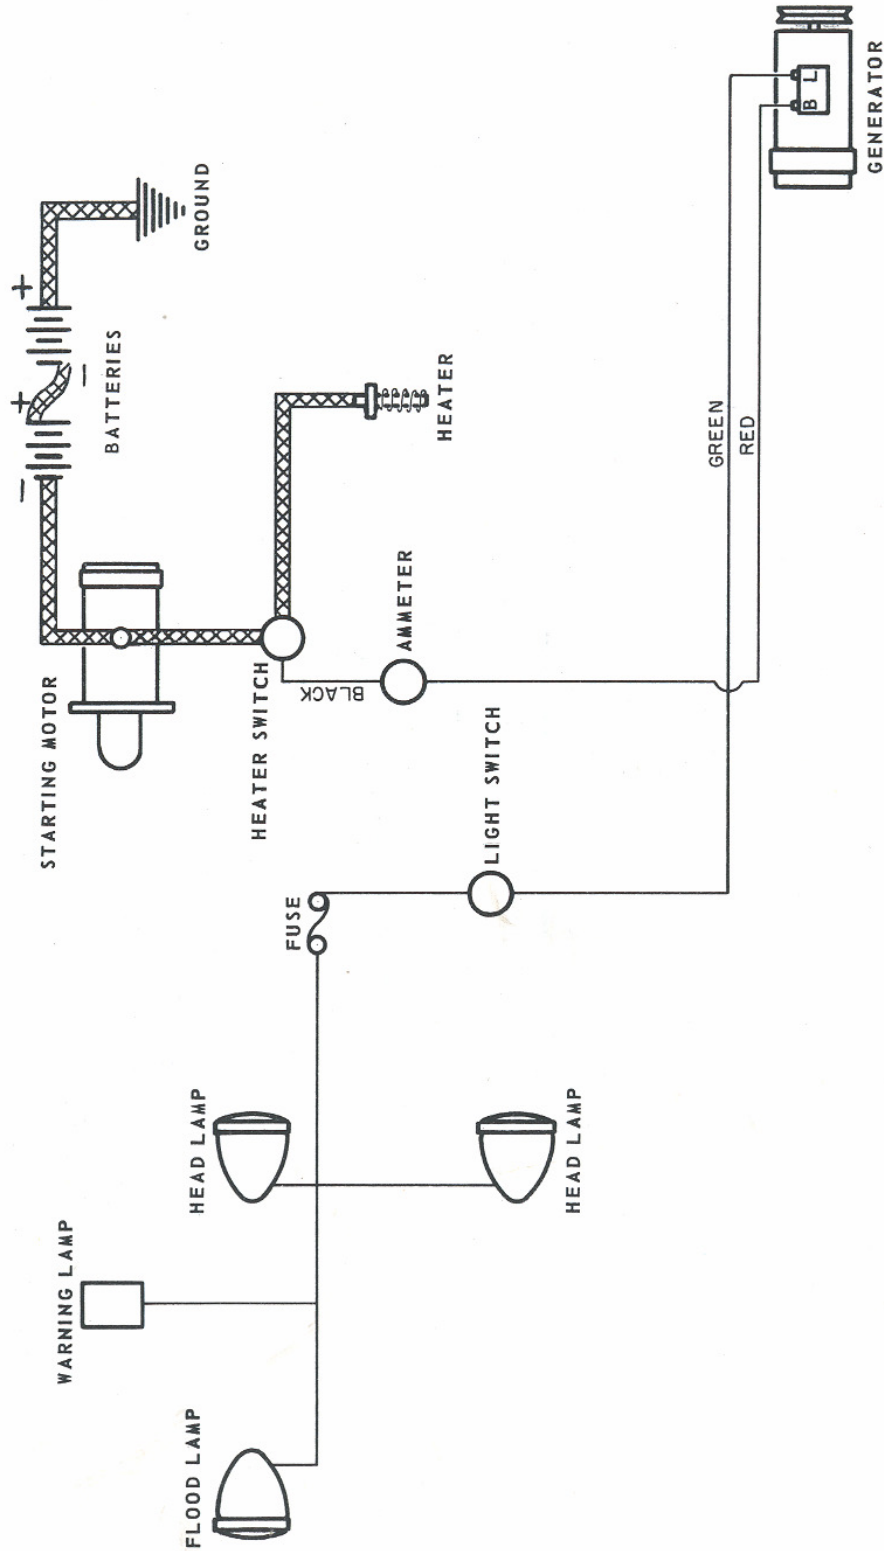 FLOOD LAMP
WARNING LAMP
HEAD LAMP
HEAD LAMP
FUSE
LIGHT SWITCH
STARTING MOTOR
HEATER SWITCH
BLACK
AMMETER
HEATER
- + - +
BATTERIES
GROUND
GREEN
RED
B L
GENERATOR